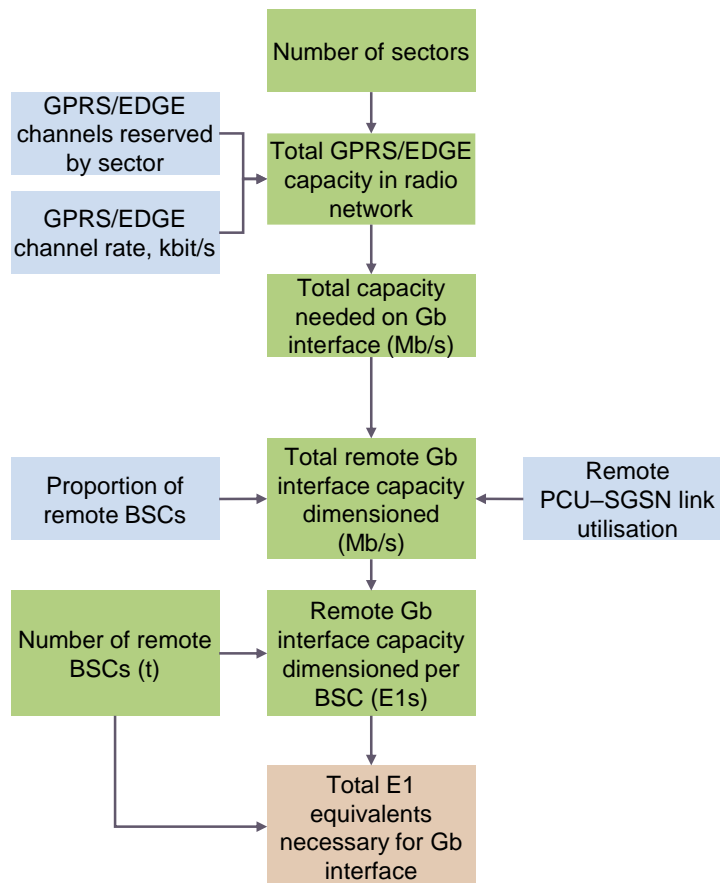 Number of sectors
GPRS/EDGE
channels reserved
by sector
Total GPRS/EDGE
capacity in radio
network
GPRS/EDGE
channel rate, kbit/s
Total capacity
needed on Gb
interface (Mb/s)
Proportion of
remote BSCs
Total remote Gb
interface capacity
dimensioned
(Mb/s)
Remote
PCU–SGSN link
utilisation
Number of remote
BSCs (t)
Remote Gb
interface capacity
dimensioned per
BSC (E1s)
Total E1
equivalents
necessary for Gb
interface